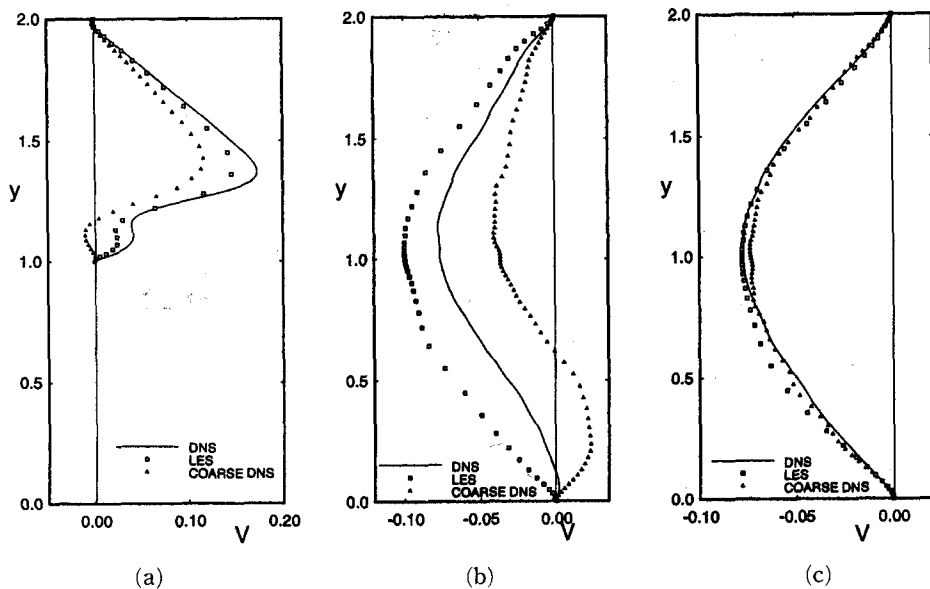 2.0
1.5
y
1.0
0.5
DNS
LES
COARSE DNS
0.0
0.00
0.10
0.20
V
(a)
2.0
1.5
y
1.0
0.5
DNS
LES
COARSE DNS
0.0
-0.10
-0.05
0.00
V
(b)
2.0
1.5
y
1.0
0.5
DNS
LES
COARSE DNS
0.0
-0.10
-0.05
0.00
V
(c)